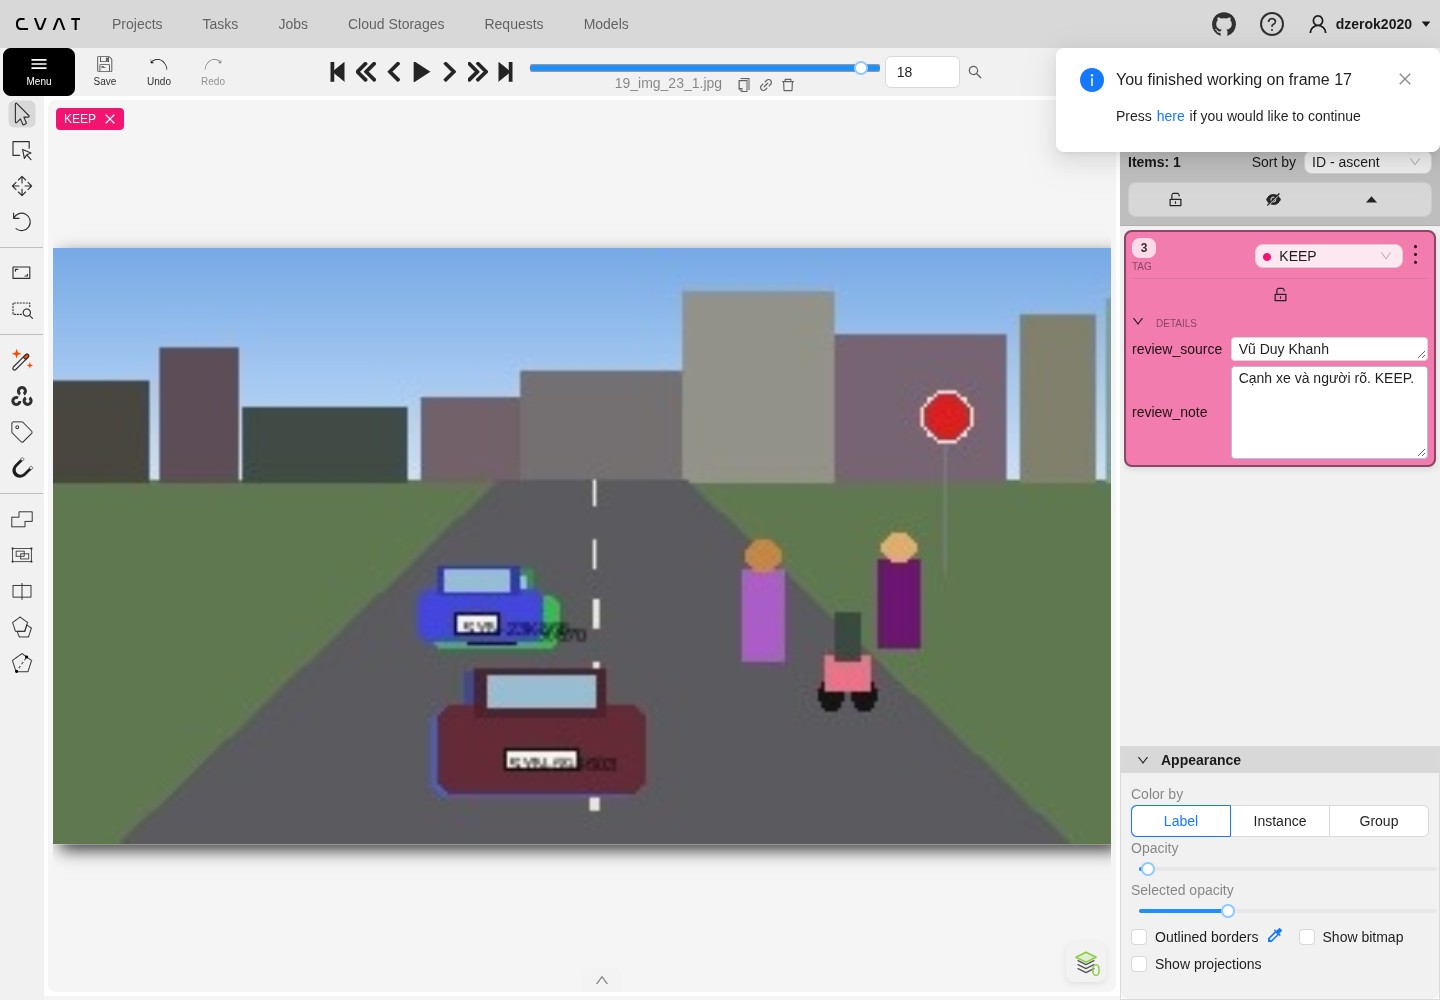 CVAT
Projects
Tasks
Jobs
Cloud Storages
Requests
Models
dzerok2020
Menu
Save
Undo
Redo
19_img_23_1.jpg
18
You finished working on frame 17
Press here if you would like to continue
KEEP
Items: 1
Sort by
ID - ascent
3
TAG
KEEP
DETAILS
review_source
Vũ Duy Khanh
review_note
Cạnh xe và người rõ. KEEP.
Appearance
Color by
Label
Instance
Group
Opacity
Selected opacity
Outlined borders
Show bitmap
Show projections
0